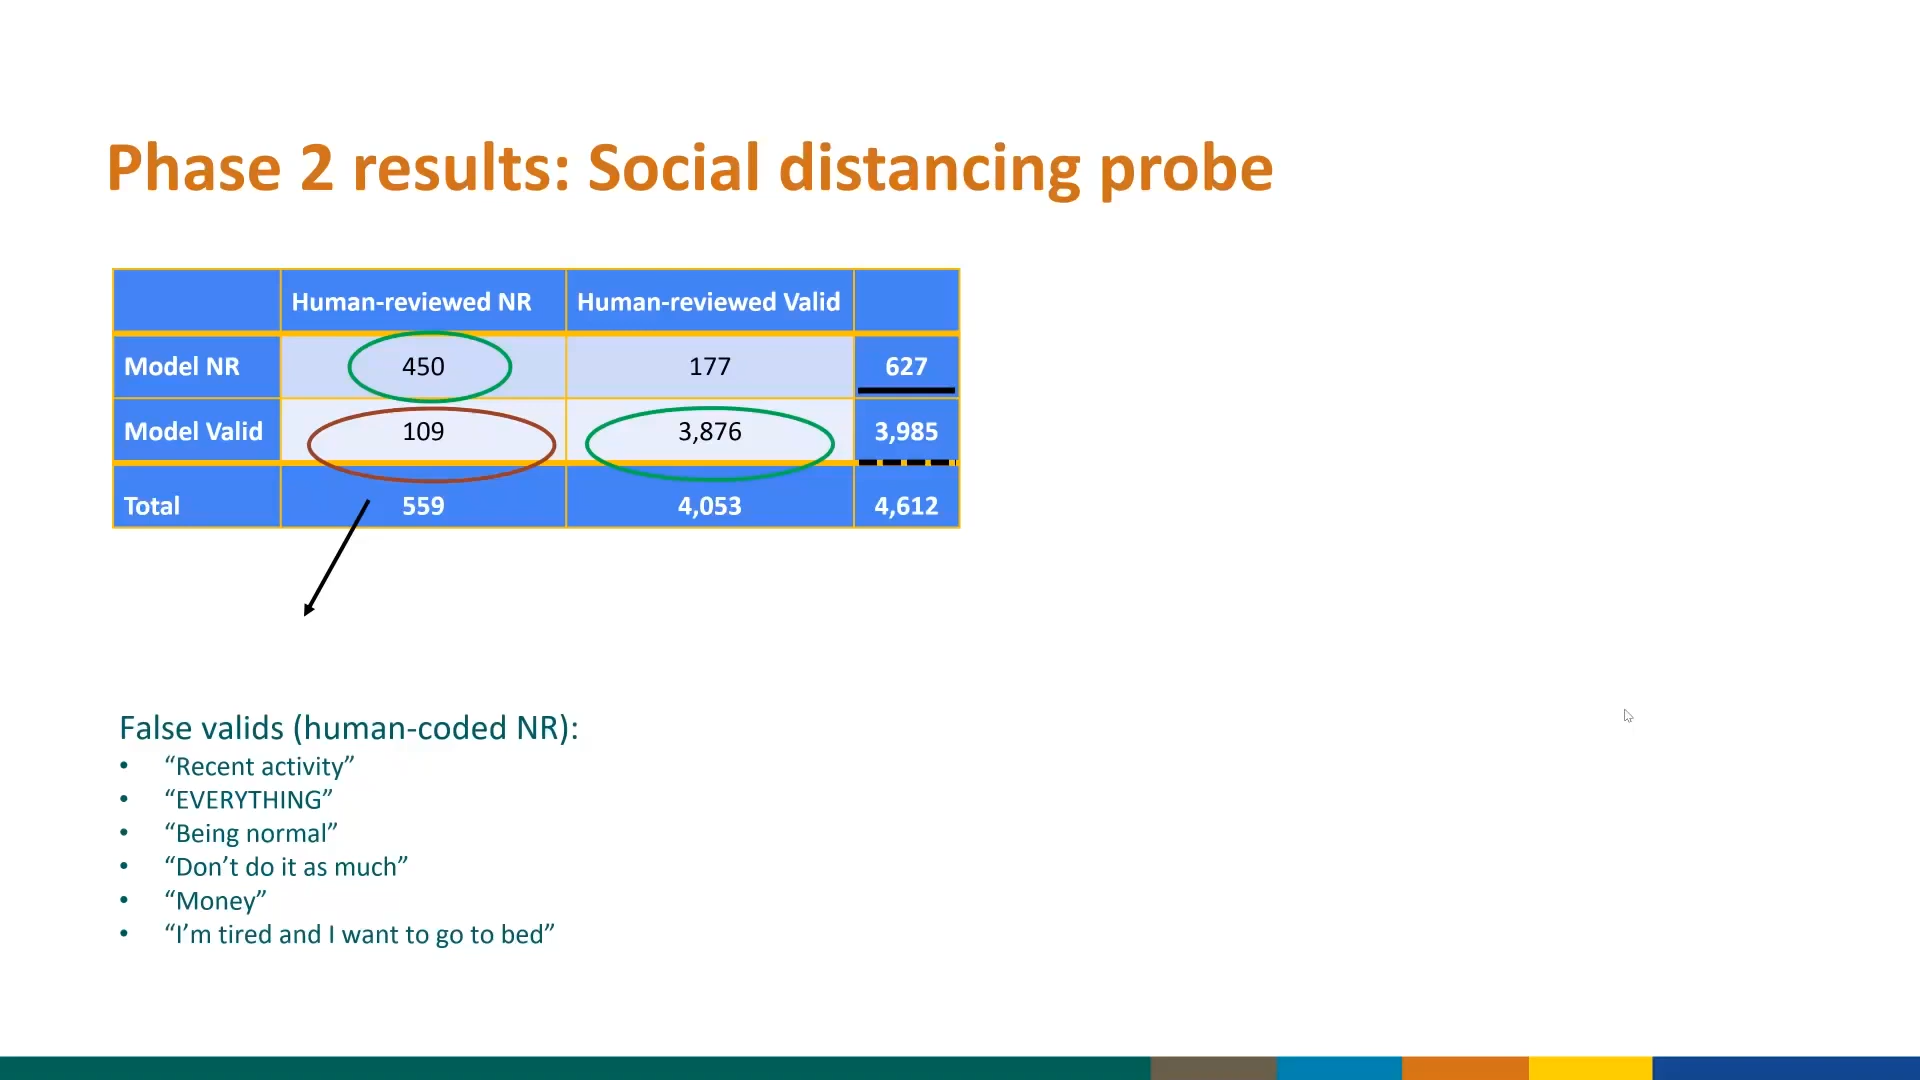 Phase 2 results: Social distancing probe
Human-reviewed NR Human-reviewed Valid
Model NR 450 177 627
Model Valid 109 3,876 3,985
Total 559 4,053 4,612
False valids (human-coded NR):
• “Recent activity”
• “EVERYTHING”
• “Being normal”
• “Don’t do it as much”
• “Money”
• “I’m tired and I want to go to bed”